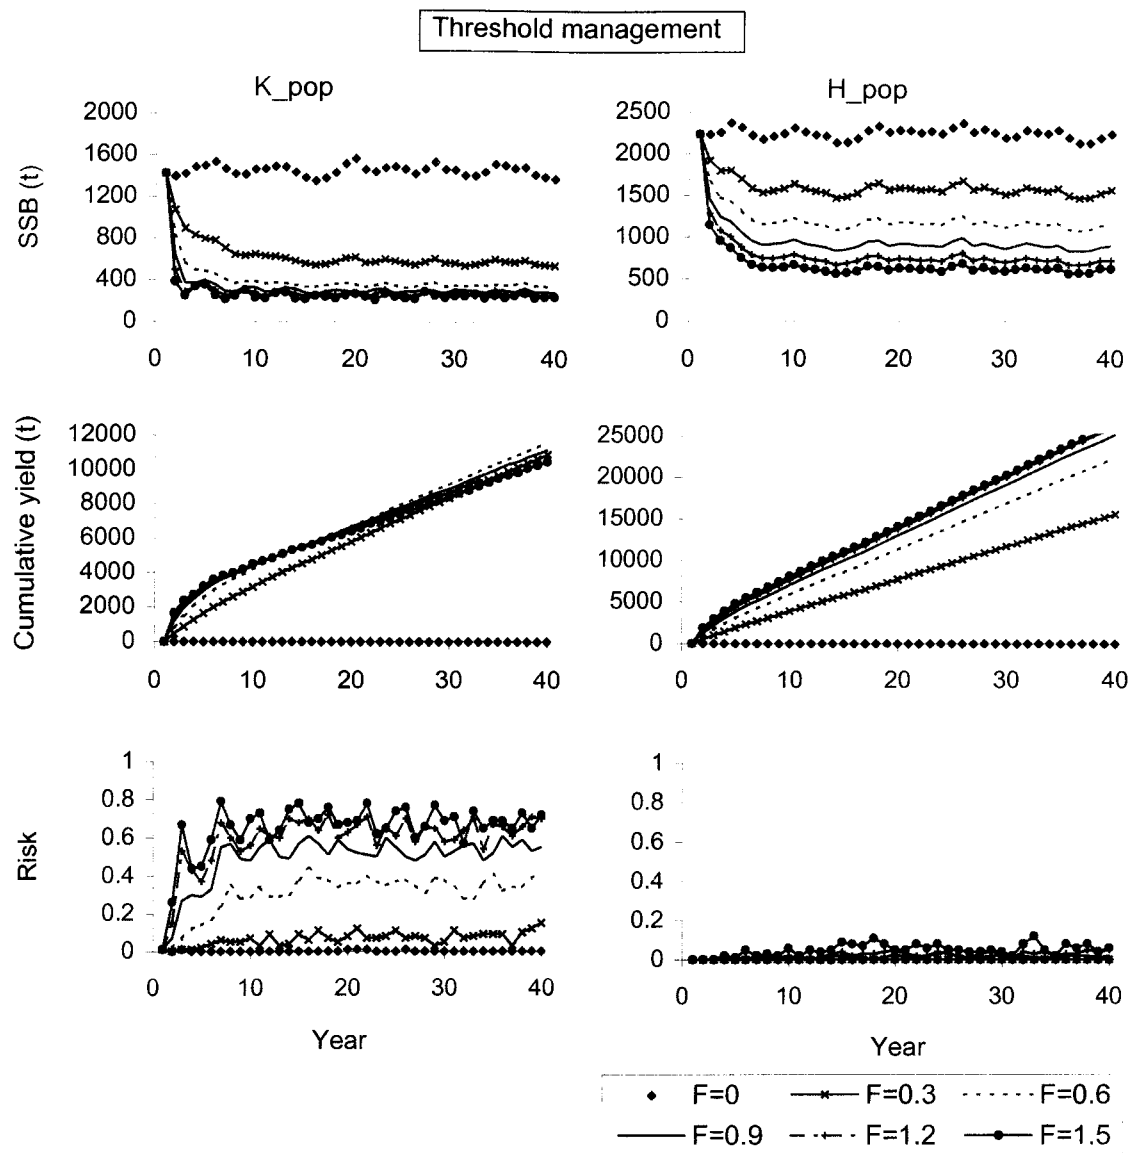 Threshold management
K_pop
H_pop
SSB (t)
2000
1600
1200
800
400
0
0 10 20 30 40
2500
2000
1500
1000
500
0
0 10 20 30 40
Cumulative yield (t)
12000
10000
8000
6000
4000
2000
0
0 10 20 30 40
25000
20000
15000
10000
5000
0
0 10 20 30 40
Risk
1
0.8
0.6
0.4
0.2
0
0 10 20 30 40
Year
1
0.8
0.6
0.4
0.2
0
0 10 20 30 40
Year
F=0 F=0.3 F=0.6
F=0.9 F=1.2 F=1.5